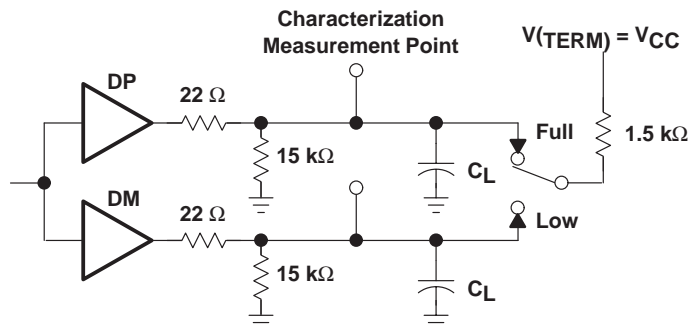 Characterization
Measurement Point
V(TERM) = VCC
DP
22 Ω
Full
1.5 kΩ
15 kΩ
CL
DM
22 Ω
Low
15 kΩ
CL